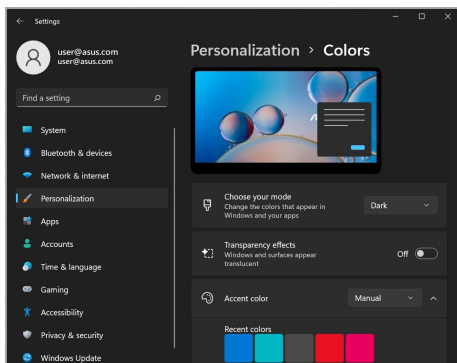 Settings
user@asus.com
user@asus.com
Find a setting
System
Bluetooth & devices
Network & internet
Personalization
Apps
Accounts
Time & language
Gaming
Accessibility
Privacy & security
Windows Update
Personalization > Colors
Choose your mode
Change the colors that appear in
Windows and your apps
Dark
Transparency effects
Windows and surfaces appear
translucent
Off
Accent color
Manual
Recent colors